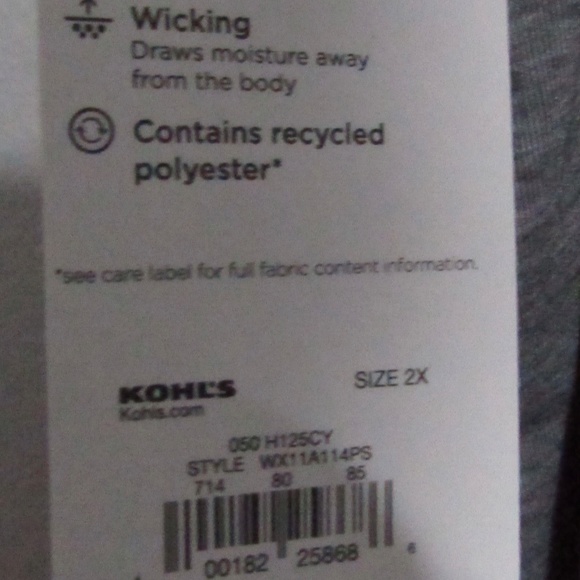 Wicking
Draws moisture away
from the body
Contains recycled
polyester*
*see care label for full fabric content information.
KOHL'S
Kohls.com
SIZE 2X
050 H125CY
STYLE WX11A114PS
714 80 85
00182 25868 6